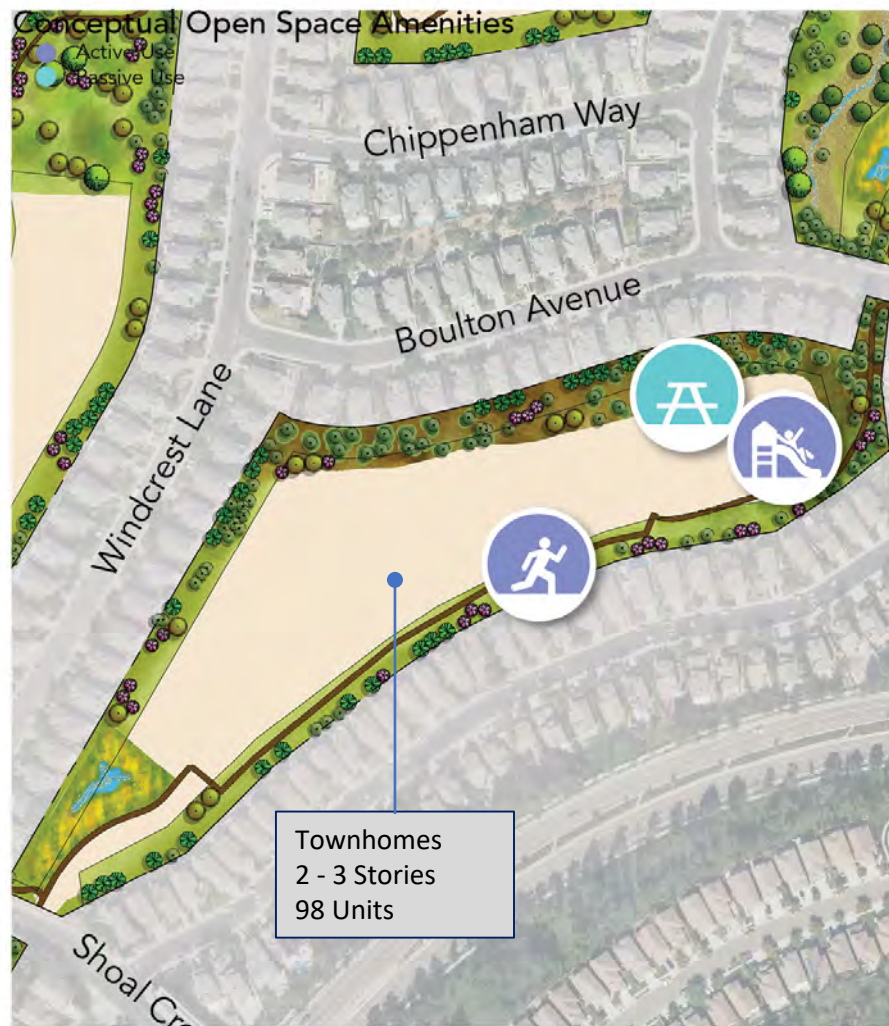 Conceptual Open Space Amenities
Active Use
Passive Use
Chippenham Way
Boulton Avenue
Windcrest Lane
Townhomes
2 - 3 Stories
98 Units
Shoal Cre